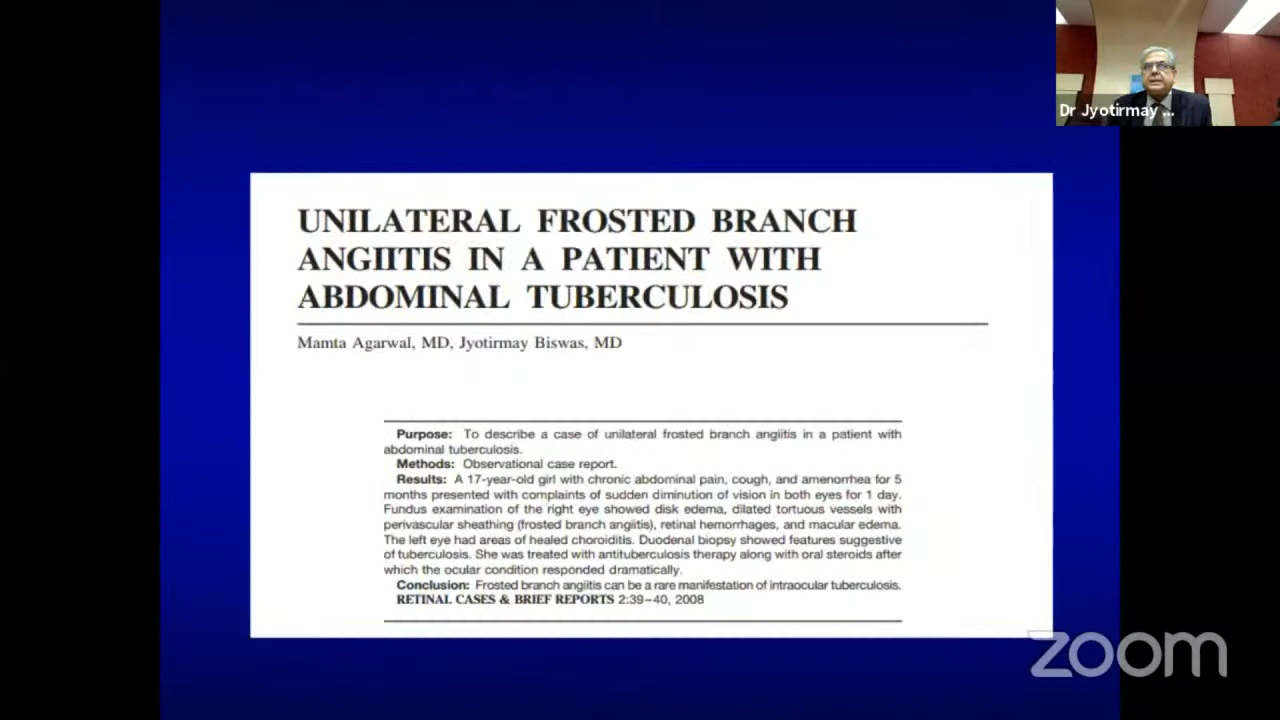 Dr Jyotirmay ...
UNILATERAL FROSTED BRANCH
ANGIITIS IN A PATIENT WITH
ABDOMINAL TUBERCULOSIS
Mamta Agarwal, MD, Jyotirmay Biswas, MD
Purpose: To describe a case of unilateral frosted branch angiitis in a patient with
abdominal tuberculosis.
Methods: Observational case report.
Results: A 17-year-old girl with chronic abdominal pain, cough, and amenorrhea for 5
months presented with complaints of sudden diminution of vision in both eyes for 1 day.
Fundus examination of the right eye showed disk edema, dilated tortuous vessels with
perivascular sheathing (frosted branch angiitis), retinal hemorrhages, and macular edema.
The left eye had areas of healed choroiditis. Duodenal biopsy showed features suggestive
of tuberculosis. She was treated with antituberculosis therapy along with oral steroids after
which the ocular condition responded dramatically.
Conclusion: Frosted branch angiitis can be a rare manifestation of intraocular tuberculosis.
RETINAL CASES & BRIEF REPORTS 2:39–40, 2008
zoom